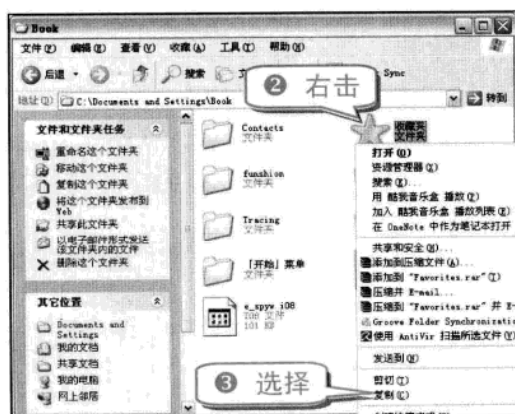 Book
文件(F) 编辑(E) 查看(V) 收藏(A) 工具(T) 帮助(H)
后退 搜索 Sync
❷ 右击
地址(D) C:\Documents and Settings\Book 转到
文件和文件夹任务
重命名这个文件夹
移动这个文件夹
复制这个文件夹
将这个文件夹发布到
Web
共享此文件夹
以电子邮件形式发送
该文件夹内的文件
删除这个文件夹
其它位置
Documents and
Settings
我的文档
共享文档
我的电脑
网上邻居
Contacts
文件夹
funshion
文件夹
Tracing
文件夹
「开始」菜单
文件夹
e_spyw i08
I08 文件
101 KB
收藏夹
文件夹
打开(O)
资源管理器(X)
搜索(E)...
用 酷我音乐盒 播放(Z)
加入 酷我音乐盒 播放列表(Z)
在 OneNote 中作为笔记本打开
共享和安全(H)...
添加到压缩文件(A)...
添加到 "Favorites.rar"(T)
压缩并 E-mail...
压缩到 "Favorites.rar" 并 E-
Groove Folder Synchronizati
使用 AntiVir 扫描所选文件(Y)
发送到(N)
剪切(T)
复制(C)
❸ 选择